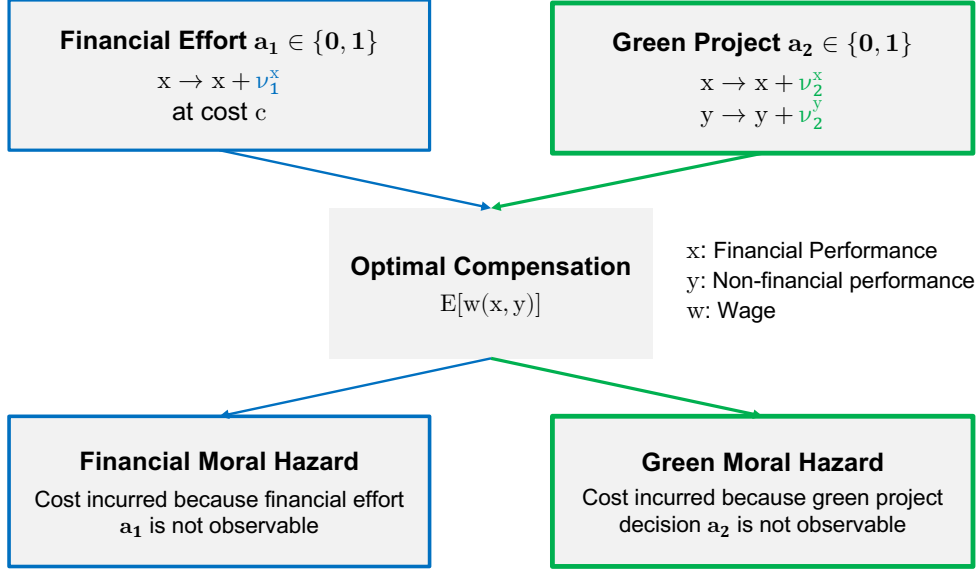 Financial Effort a₁ ∈ {0, 1}
x → x + ν₁ˣ
at cost c
Green Project a₂ ∈ {0, 1}
x → x + ν₂ˣ
y → y + ν₂ʸ
Optimal Compensation
E[w(x, y)]
x: Financial Performance
y: Non-financial performance
w: Wage
Financial Moral Hazard
Cost incurred because financial effort
a₁ is not observable
Green Moral Hazard
Cost incurred because green project
decision a₂ is not observable